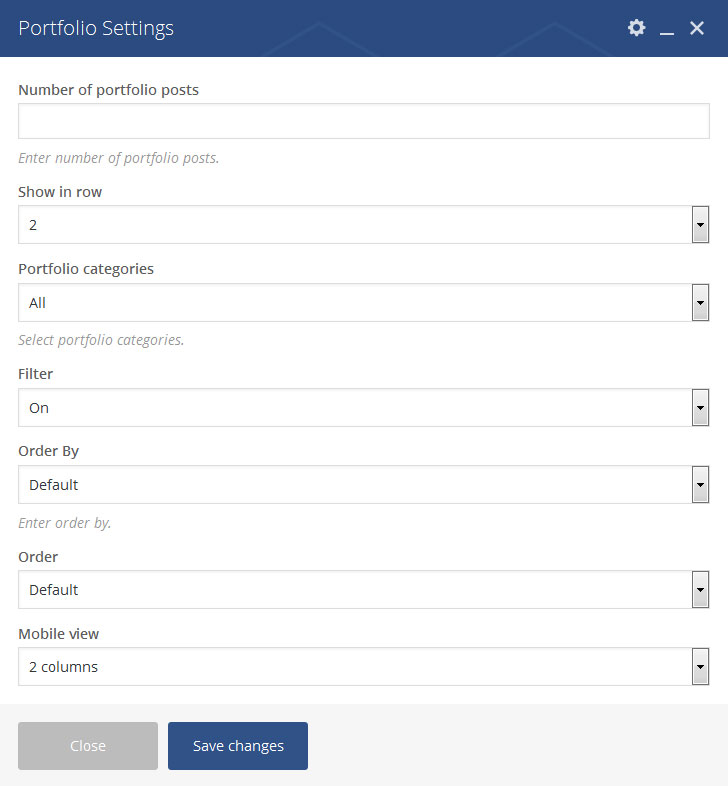 Portfolio Settings
Number of portfolio posts
Enter number of portfolio posts.
Show in row
2
Portfolio categories
All
Select portfolio categories.
Filter
On
Order By
Default
Enter order by.
Order
Default
Mobile view
2 columns
Close Save changes